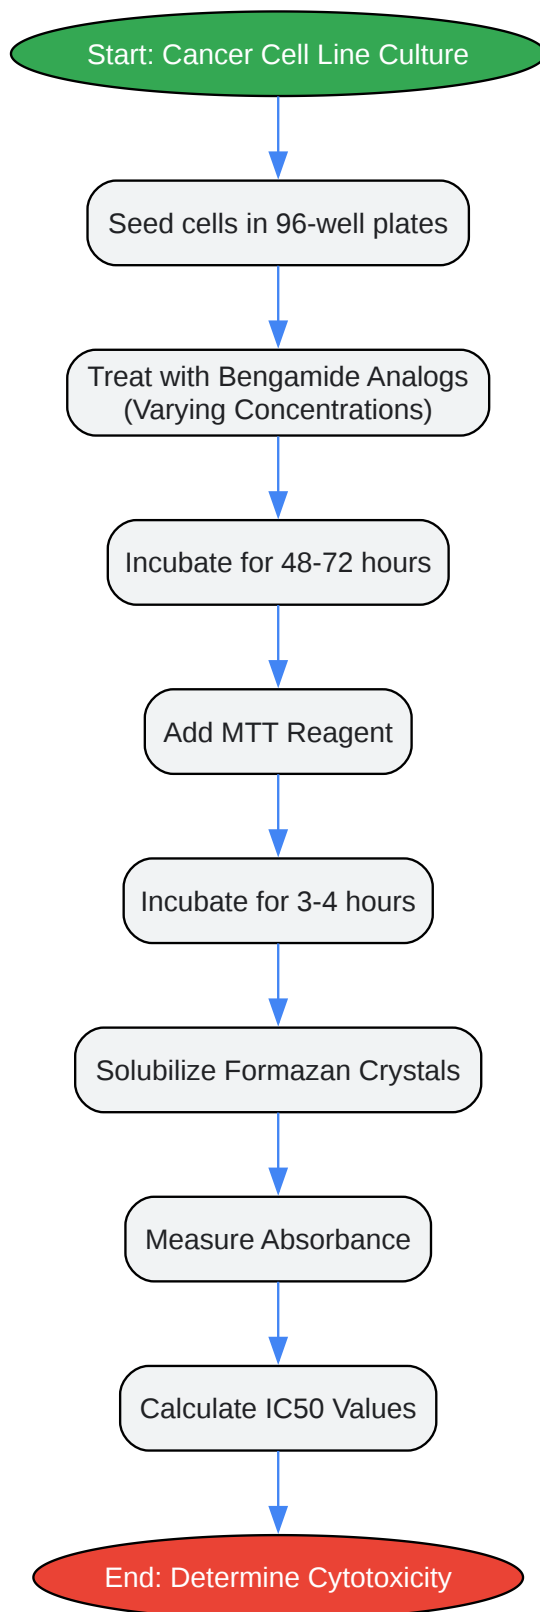 Start: Cancer Cell Line Culture
Seed cells in 96-well plates
Treat with Bengamide Analogs
(Varying Concentrations)
Incubate for 48-72 hours
Add MTT Reagent
Incubate for 3-4 hours
Solubilize Formazan Crystals
Measure Absorbance
Calculate IC50 Values
End: Determine Cytotoxicity